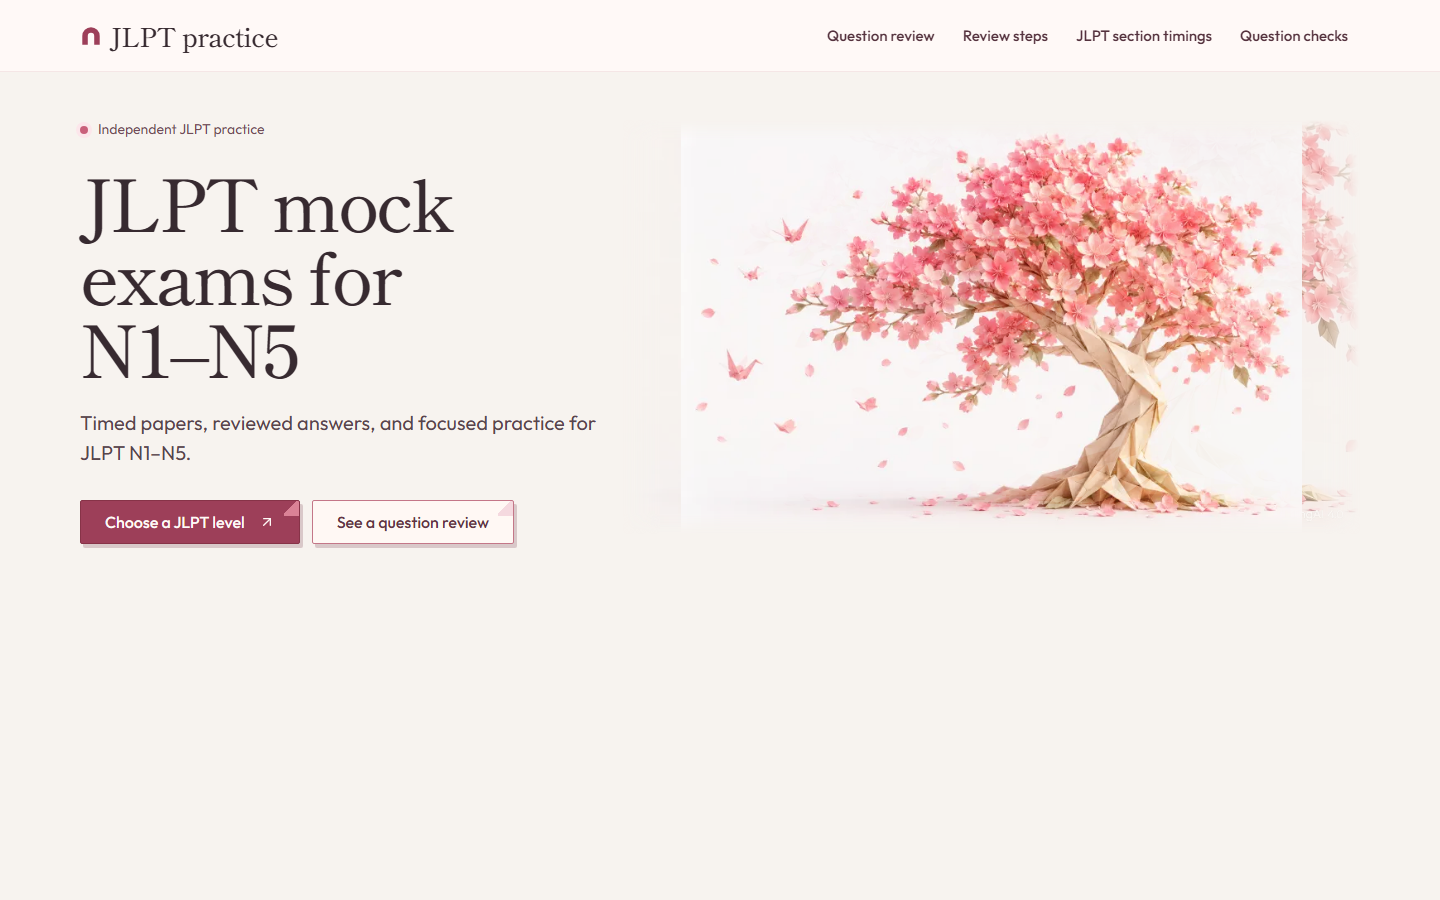 JLPT practice
Question review
Review steps
JLPT section timings
Question checks
Independent JLPT practice
JLPT mock
exams for
N1–N5
Timed papers, reviewed answers, and focused practice for
JLPT N1–N5.
Choose a JLPT level
See a question review